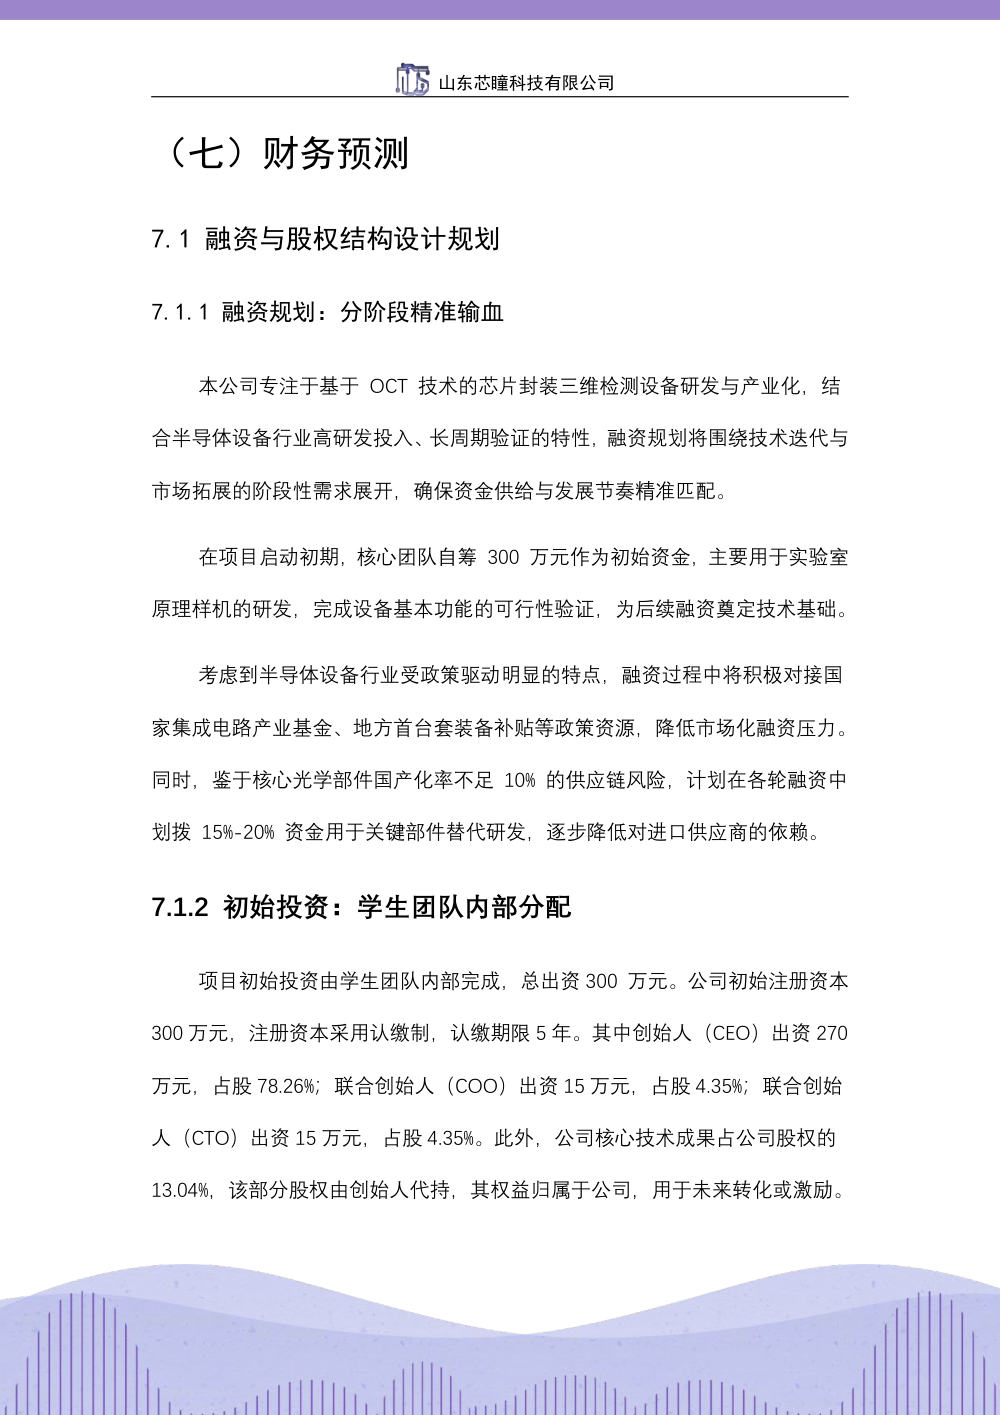 山东芯瞳科技有限公司
（七）财务预测
7.1 融资与股权结构设计规划
7.1.1 融资规划：分阶段精准输血
本公司专注于基于 OCT 技术的芯片封装三维检测设备研发与产业化，结
合半导体设备行业高研发投入、长周期验证的特性，融资规划将围绕技术迭代与
市场拓展的阶段性需求展开，确保资金供给与发展节奏精准匹配。
在项目启动初期，核心团队自筹 300 万元作为初始资金，主要用于实验室
原理样机的研发，完成设备基本功能的可行性验证，为后续融资奠定技术基础。
考虑到半导体设备行业受政策驱动明显的特点，融资过程中将积极对接国
家集成电路产业基金、地方首台套装备补贴等政策资源，降低市场化融资压力。
同时，鉴于核心光学部件国产化率不足 10% 的供应链风险，计划在各轮融资中
划拨 15%-20% 资金用于关键部件替代研发，逐步降低对进口供应商的依赖。
7.1.2 初始投资：学生团队内部分配
项目初始投资由学生团队内部完成，总出资 300 万元。公司初始注册资本
300 万元，注册资本采用认缴制，认缴期限 5 年。其中创始人（CEO）出资 270
万元，占股 78.26%；联合创始人（COO）出资 15 万元，占股 4.35%；联合创始
人（CTO）出资 15 万元，占股 4.35%。此外，公司核心技术成果占公司股权的
13.04%，该部分股权由创始人代持，其权益归属于公司，用于未来转化或激励。